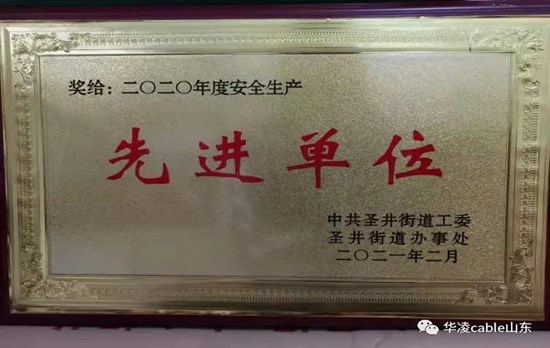 奖给：二〇二〇年度安全生产
先进单位
中共圣井街道工委
圣井街道办事处
二〇二一年二月
华凌cable山东